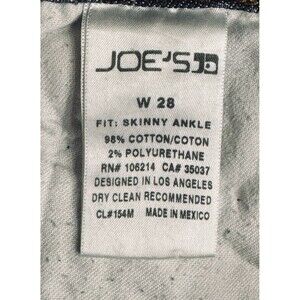 JOE'S
W 28
FIT: SKINNY ANKLE
98% COTTON/COTON
2% POLYURETHANE
RN# 106214 CA# 35037
DESIGNED IN LOS ANGELES
DRY CLEAN RECOMMENDED
CL#154M MADE IN MEXICO